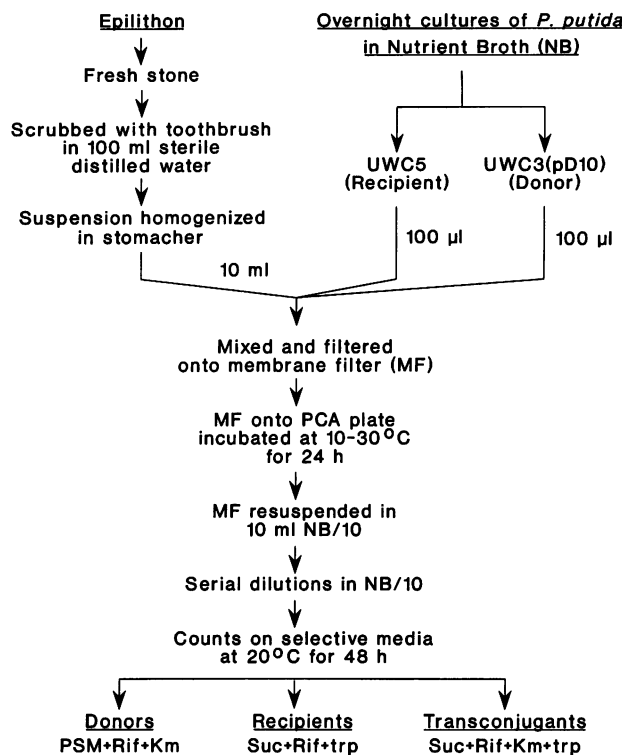 Epilithon
Fresh stone
Scrubbed with toothbrush
in 100 ml sterile
distilled water
Suspension homogenized
in stomacher
10 ml
Overnight cultures of P. putida
in Nutrient Broth (NB)
UWC5
(Recipient)
UWC3(pD10)
(Donor)
100 µl
100 µl
Mixed and filtered
onto membrane filter (MF)
MF onto PCA plate
incubated at 10-30°C
for 24 h
MF resuspended in
10 ml NB/10
Serial dilutions in NB/10
Counts on selective media
at 20°C for 48 h
Donors
PSM+Rif+Km
Recipients
Suc+Rif+trp
Transconjugants
Suc+Rif+Km+trp